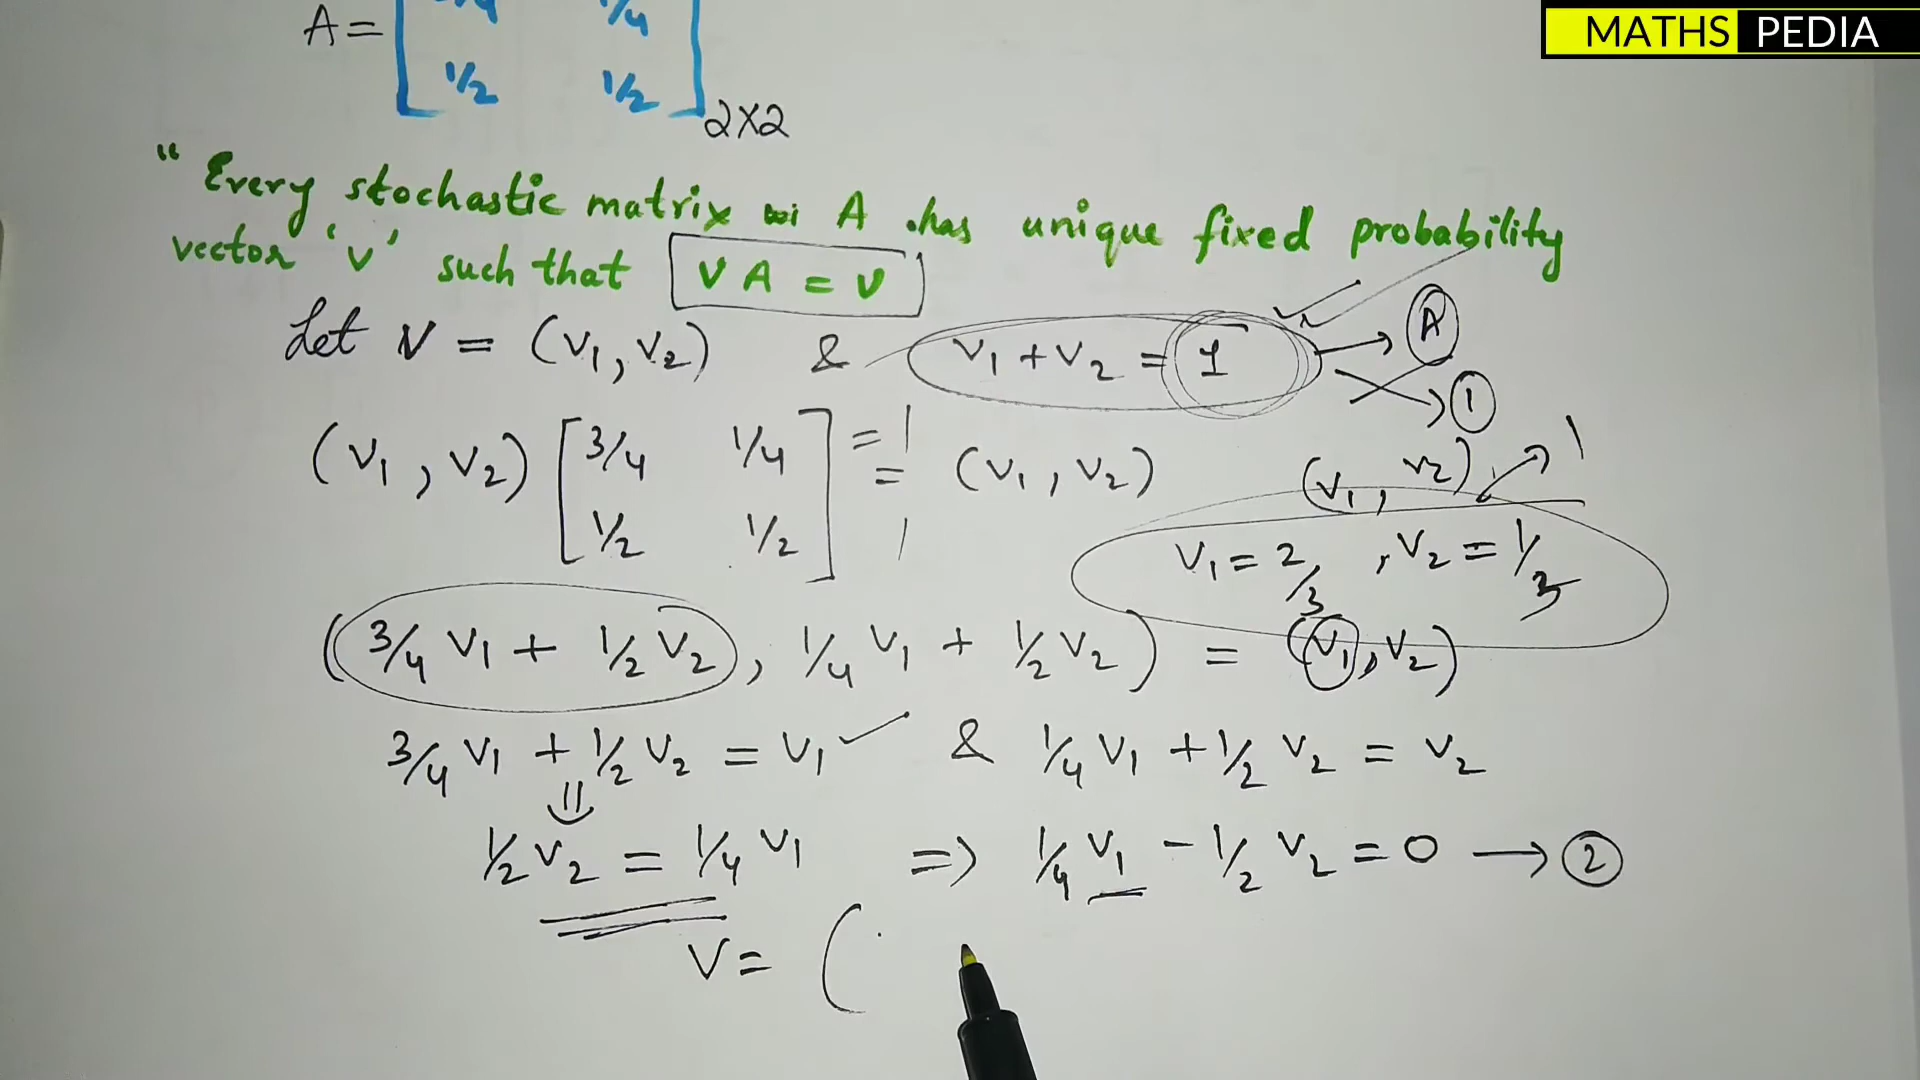 MATHS PEDIA
A = [ 3/4 1/4
1/2 1/2 ] 2×2
" Every stochastic matrix A has unique fixed probability
vector 'v' such that VA = v
Let V = (v1, v2) & v1 + v2 = 1 → A
→ 1
(v1, v2) [ 3/4 1/4 = (v1, v2)
1/2 1/2 ]
(v1, v2) → 1
V1 = 2/3, V2 = 1/3
(3/4 V1 + 1/2 V2, 1/4 V1 + 1/2 V2) = (V1, V2)
3/4 V1 + 1/2 V2 = V1 ✓ & 1/4 V1 + 1/2 V2 = V2
⇓
1/2 V2 = 1/4 V1 => 1/4 V1 - 1/2 V2 = 0 → 2
V = (